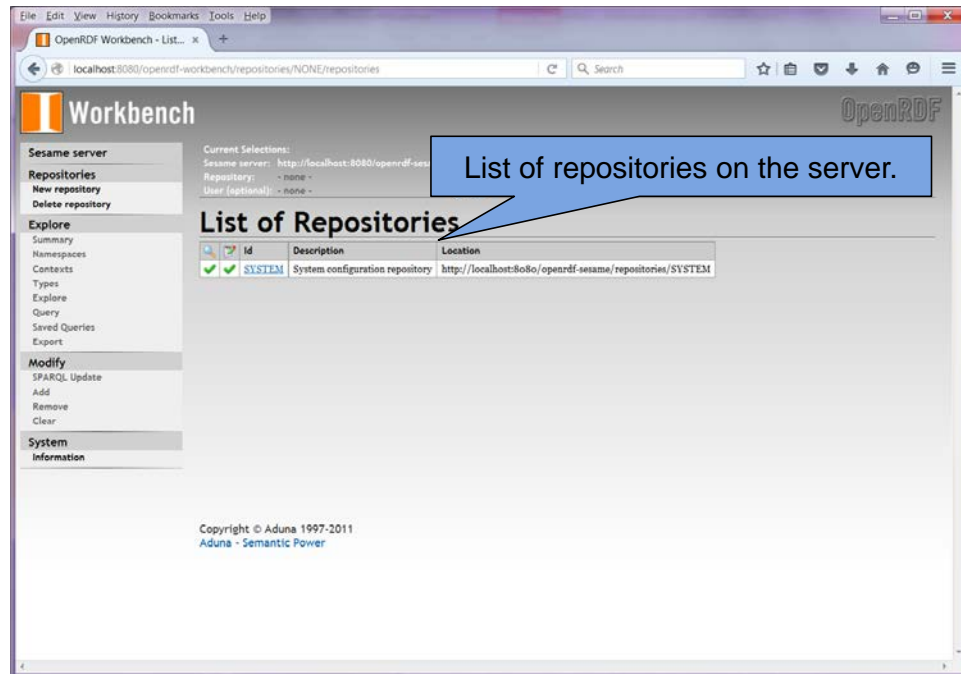 File Edit View History Bookmarks Tools Help
OpenRDF Workbench - List... × +
localhost:8080/openrdf-workbench/repositories/NONE/repositories
Search
Workbench
OpenRDF
Sesame server
Repositories
New repository
Delete repository
Explore
Summary
Namespaces
Contexts
Types
Explore
Query
Saved Queries
Export
Modify
SPARQL Update
Add
Remove
Clear
System
Information
Current Selections:
Sesame server: http://localhost:8080/openrdf-sesa
Repository: - none -
User (optional): - none -
List of repositories on the server.
List of Repositories
Id Description Location
SYSTEM System configuration repository http://localhost:8080/openrdf-sesame/repositories/SYSTEM
Copyright © Aduna 1997-2011
Aduna - Semantic Power